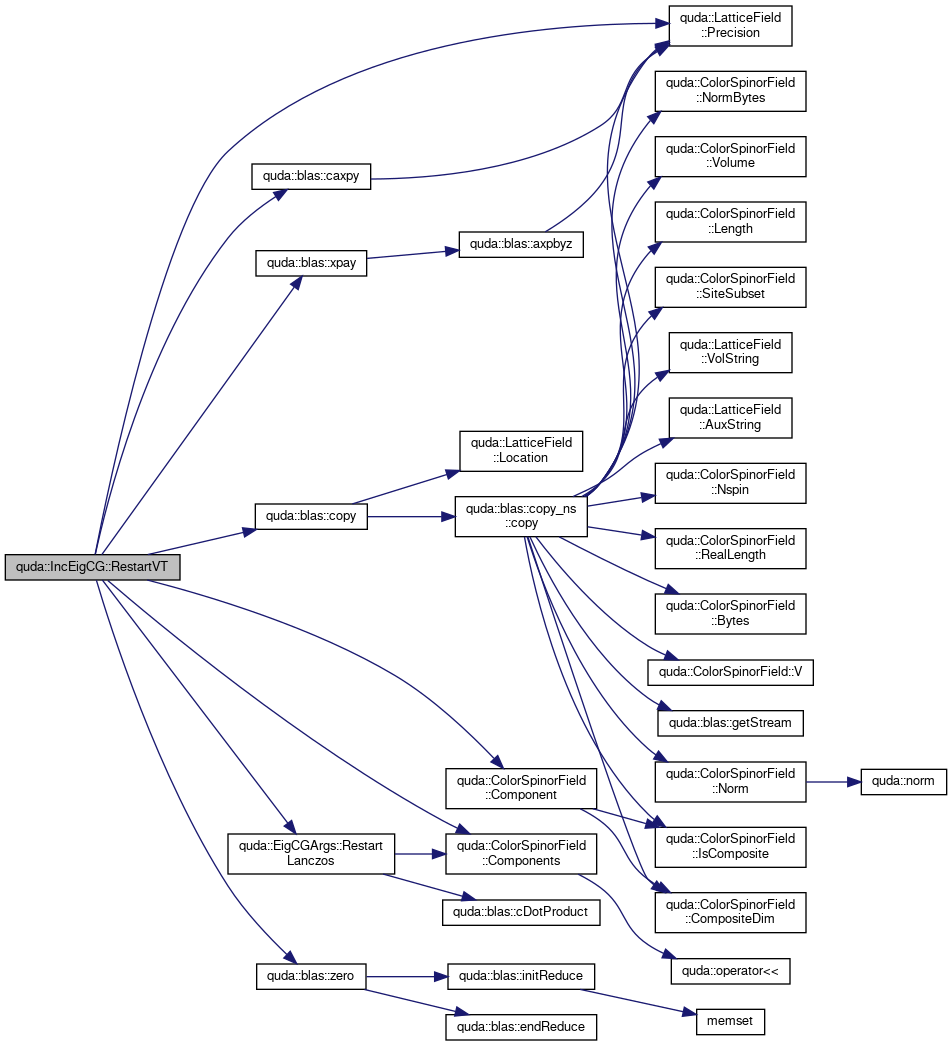 quda::IncEigCG::RestartVT
quda::LatticeField
::Precision
quda::blas::caxpy
quda::blas::xpay
quda::blas::axpbyz
quda::blas::copy
quda::LatticeField
::Location
quda::blas::copy_ns
::copy
quda::ColorSpinorField
::NormBytes
quda::ColorSpinorField
::Volume
quda::ColorSpinorField
::Length
quda::ColorSpinorField
::SiteSubset
quda::LatticeField
::VolString
quda::LatticeField
::AuxString
quda::ColorSpinorField
::Nspin
quda::ColorSpinorField
::RealLength
quda::ColorSpinorField
::Bytes
quda::ColorSpinorField::V
quda::blas::getStream
quda::ColorSpinorField
::Norm
quda::norm
quda::ColorSpinorField
::IsComposite
quda::ColorSpinorField
::CompositeDim
quda::ColorSpinorField
::Component
quda::ColorSpinorField
::Components
quda::operator<<
quda::EigCGArgs::Restart
Lanczos
quda::blas::cDotProduct
quda::blas::zero
quda::blas::initReduce
memset
quda::blas::endReduce